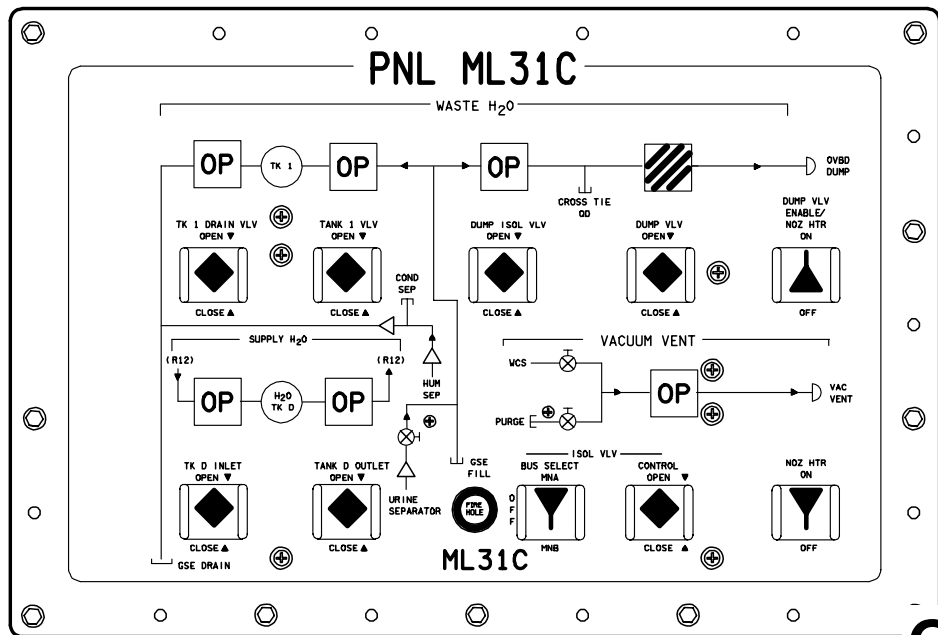 PNL ML31C
WASTE H2O
OP
TK 1
OP
OP
OVBD
DUMP
CROSS TIE
QD
TK 1 DRAIN VLV
OPEN ▼
CLOSE ▲
TANK 1 VLV
OPEN ▼
CLOSE ▲
DUMP ISOL VLV
OPEN ▼
CLOSE ▲
DUMP VLV
OPEN ▼
CLOSE ▲
DUMP VLV
ENABLE/
NOZ HTR
ON
OFF
COND
SEP
HUM
SEP
SUPPLY H2O
(R12)
(R12)
OP
H2O
TK D
OP
VACUUM VENT
WCS
PURGE
OP
VAC
VENT
TK D INLET
OPEN ▼
CLOSE ▲
TANK D OUTLET
OPEN ▼
CLOSE ▲
URINE
SEPARATOR
GSE
FILL
FIRE
HOLE
ISOL VLV
BUS SELECT
MNA
OFF
MNB
CONTROL
OPEN ▼
CLOSE ▲
NOZ HTR
ON
OFF
GSE DRAIN
ML31C